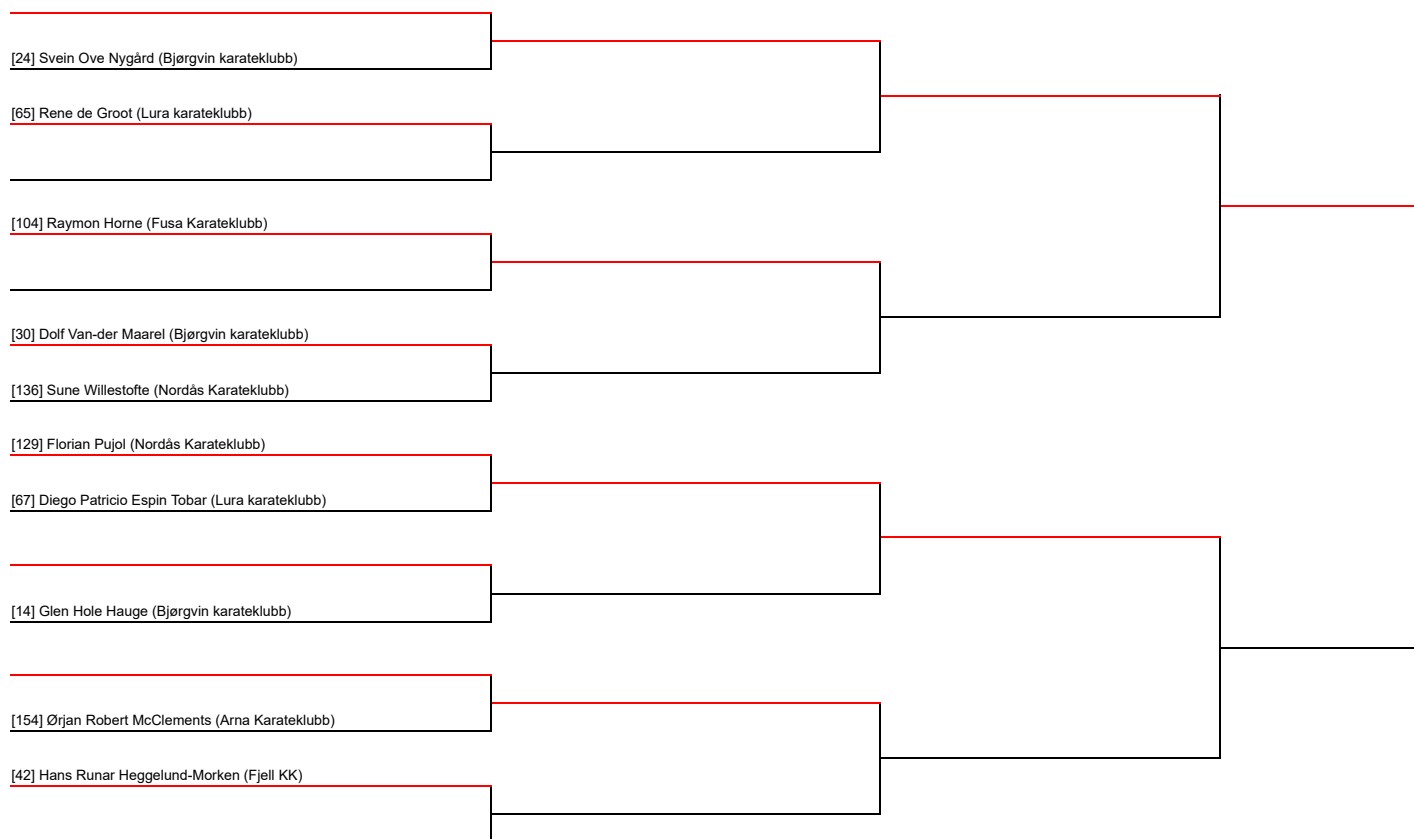 [24] Svein Ove Nygård (Bjørgvin karateklubb)
[65] Rene de Groot (Lura karateklubb)
[104] Raymon Horne (Fusa Karateklubb)
[30] Dolf Van-der Maarel (Bjørgvin karateklubb)
[136] Sune Willestofte (Nordås Karateklubb)
[129] Florian Pujol (Nordås Karateklubb)
[67] Diego Patricio Espin Tobar (Lura karateklubb)
[14] Glen Hole Hauge (Bjørgvin karateklubb)
[154] Ørjan Robert McClements (Arna Karateklubb)
[42] Hans Runar Heggelund-Morken (Fjell KK)